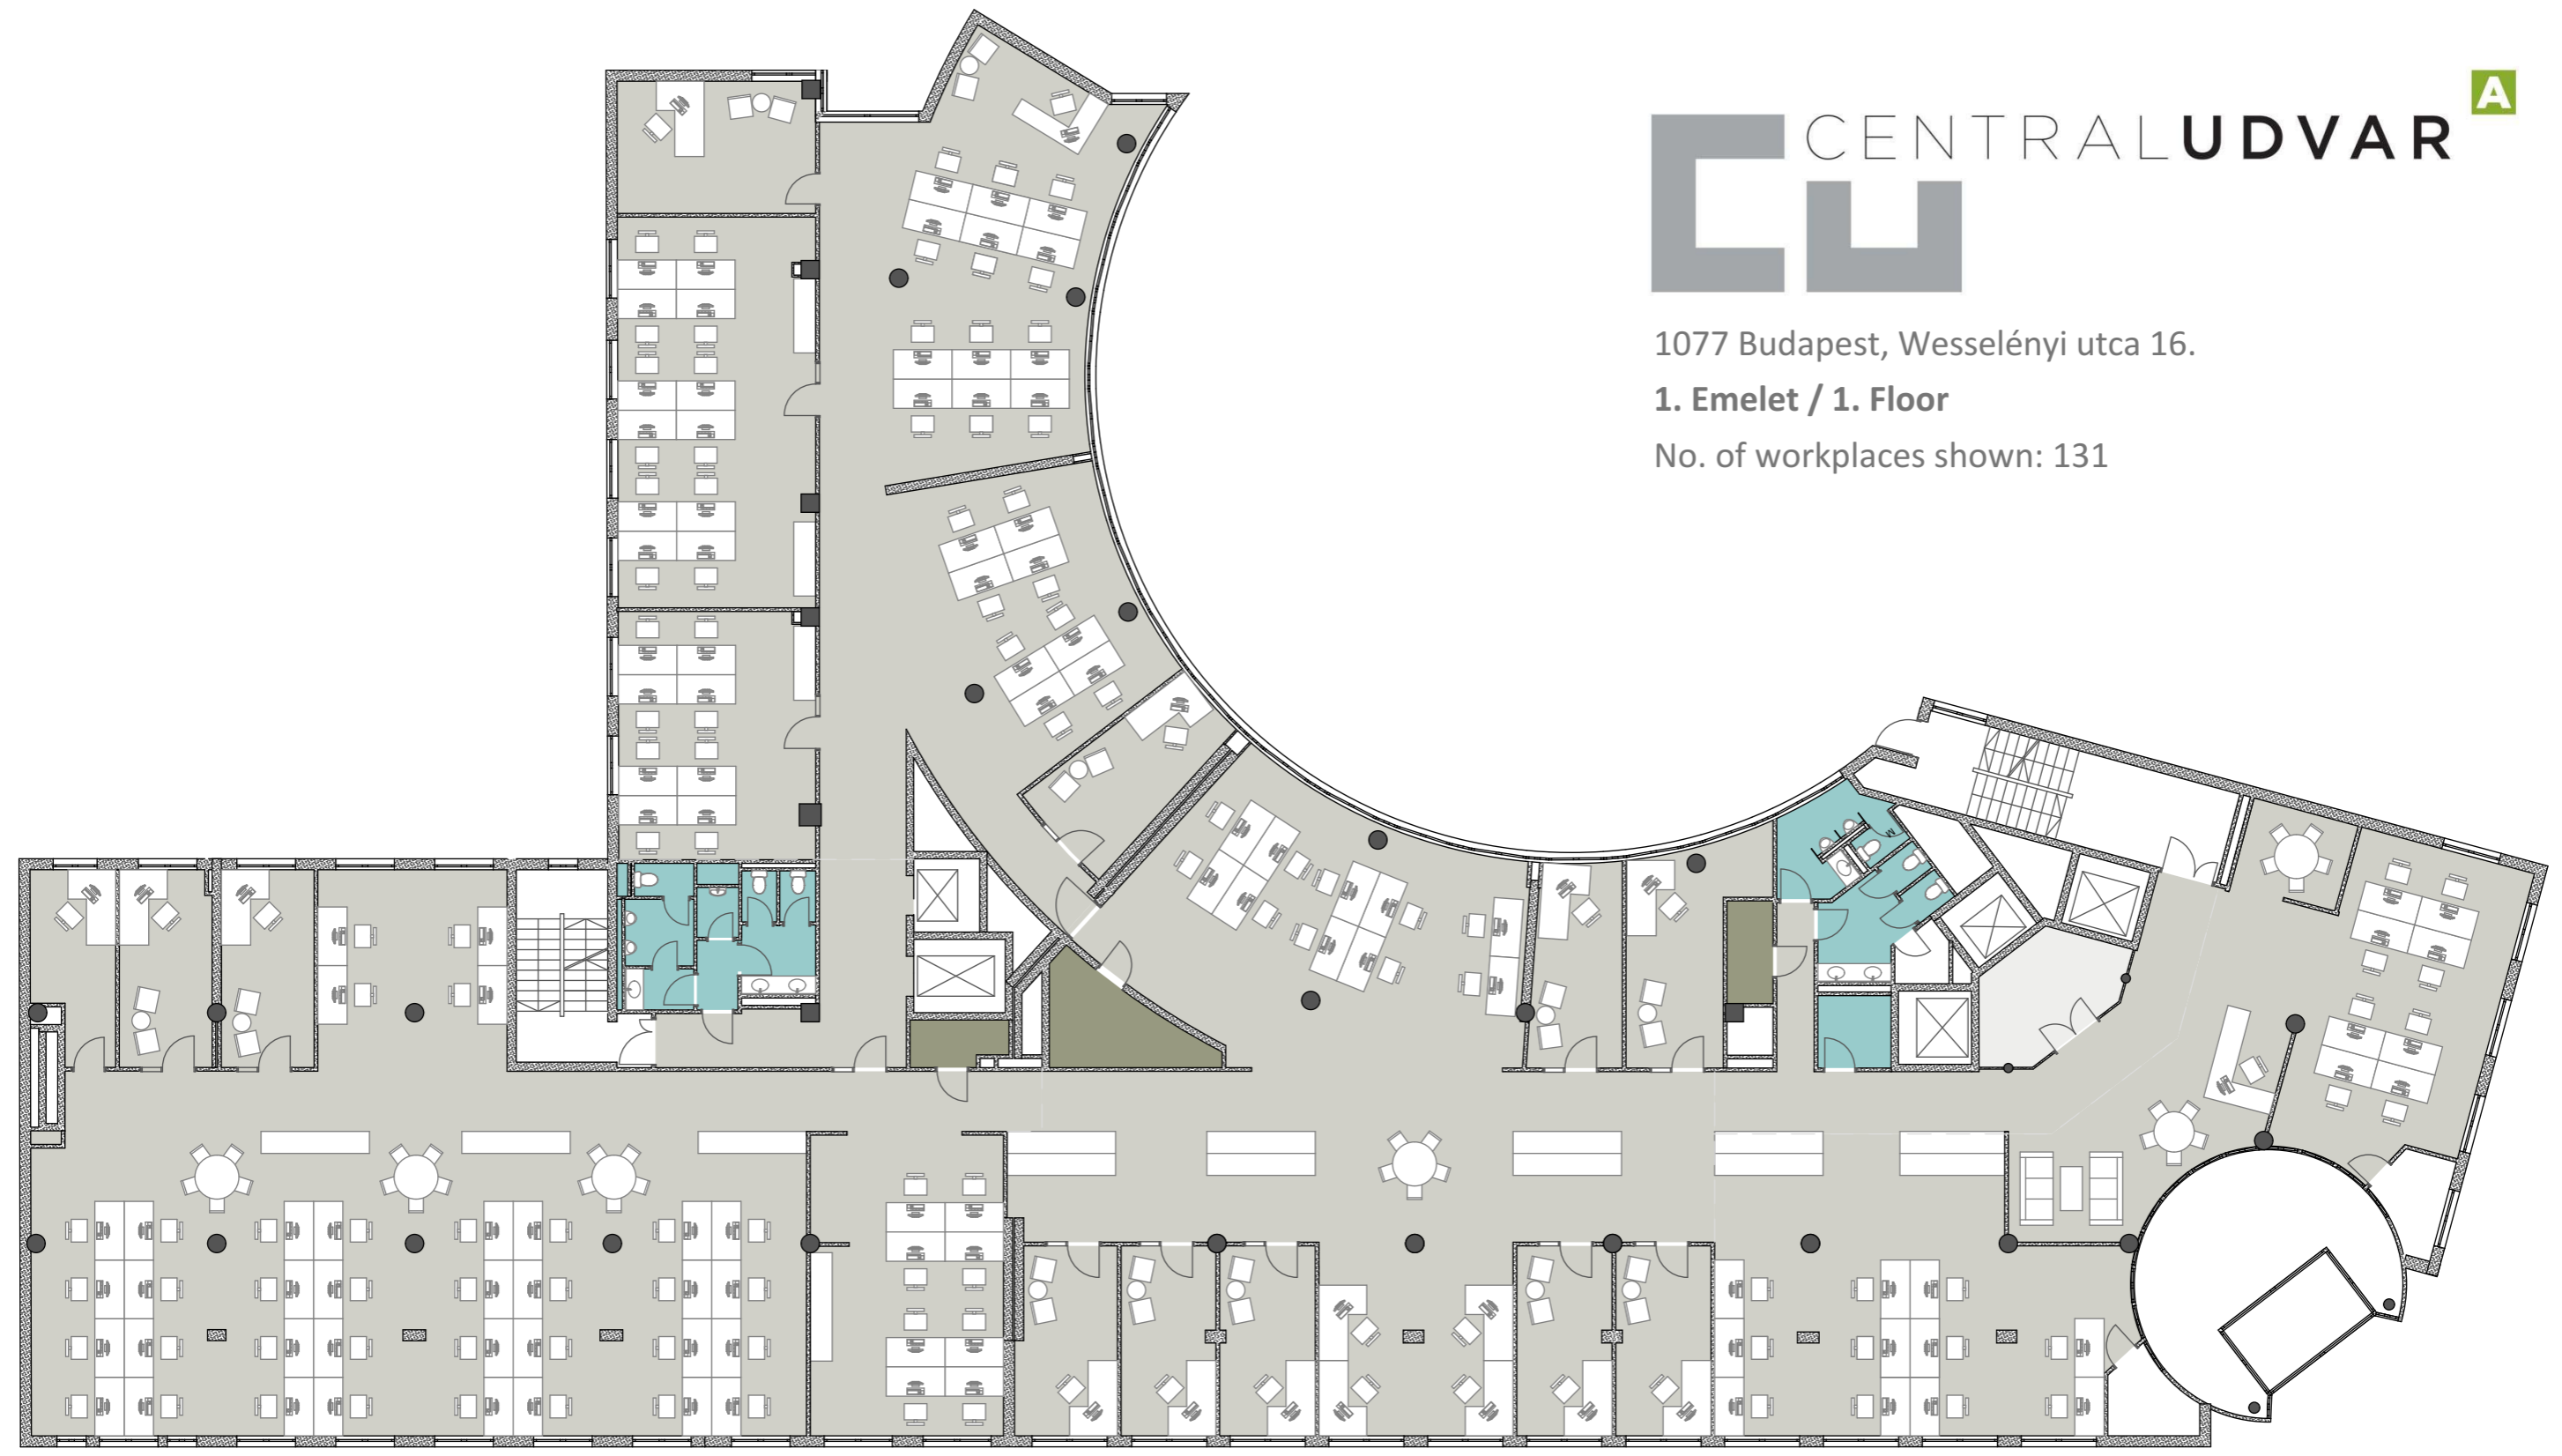 A
CENTRALUDVAR
1077 Budapest, Wesselényi utca 16.
1. Emelet / 1. Floor
No. of workplaces shown: 131